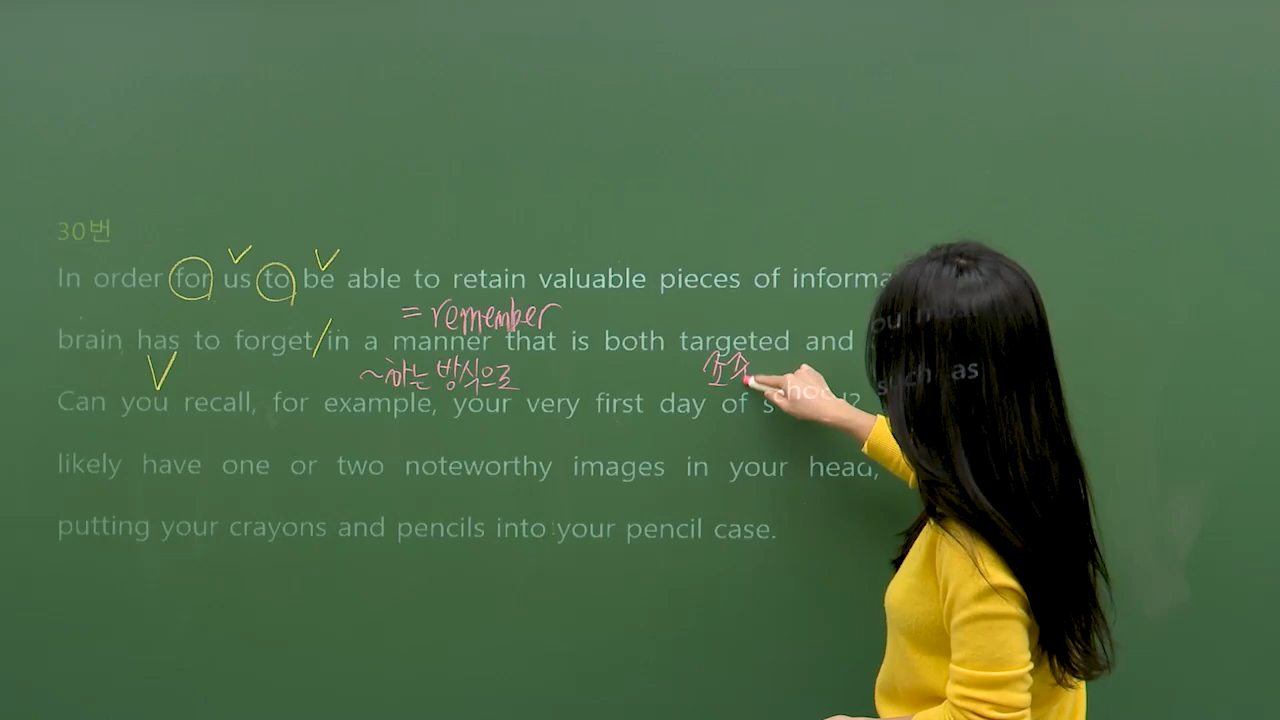 30번
In order for us to be able to retain valuable pieces of informa
= remember
brain has to forget / in a manner that is both targeted and
~하는 방식으로
Can you recall, for example, your very first day of school? You most
likely have one or two noteworthy images in your head, such as
putting your crayons and pencils into your pencil case.